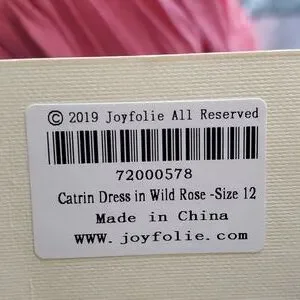 © 2019 Joyfolie All Reserved
72000578
Catrin Dress in Wild Rose -Size 12
Made in China
www.joyfolie.com